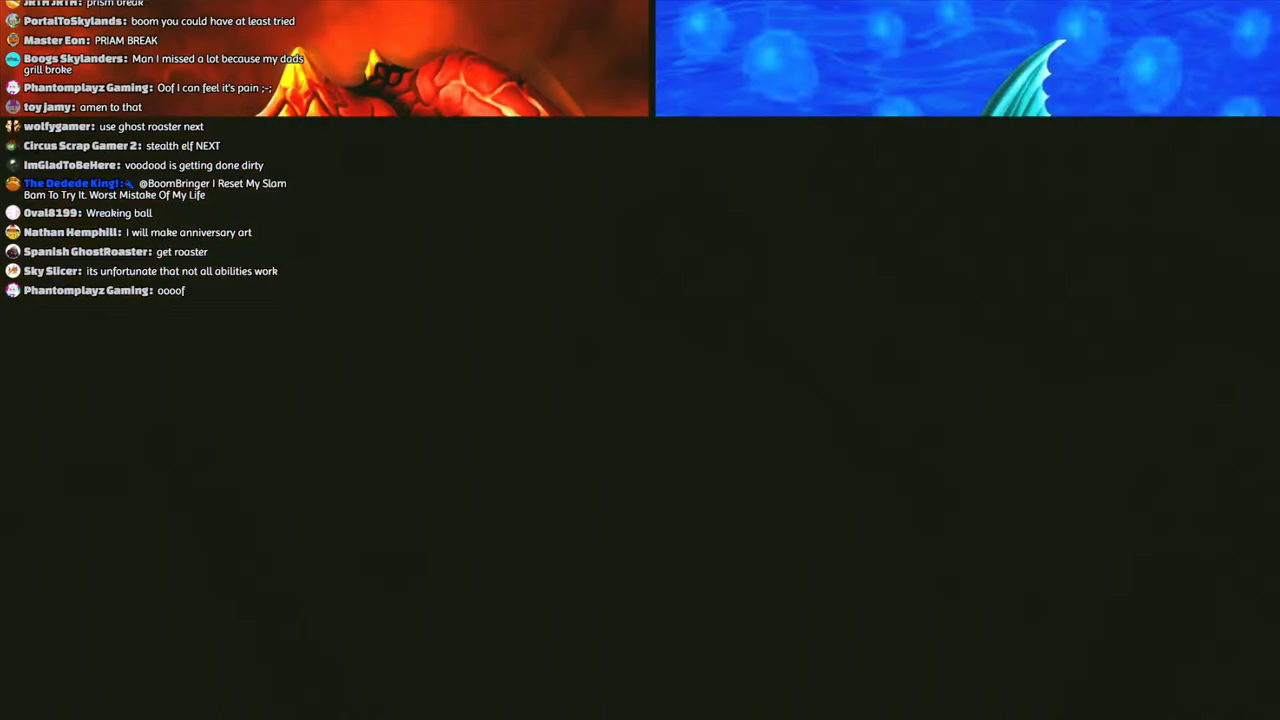 prism break
PortalToSkylands: boom you could have at least tried
Master Eon: PRIAM BREAK
Boogs Skylanders: Man I missed a lot because my dads
grill broke
Phantomplayz Gaming: Oof I can feel it's pain ;-;
toy jamy: amen to that
wolfygamer: use ghost roaster next
Circus Scrap Gamer 2: stealth elf NEXT
ImGladToBeHere: voodood is getting done dirty
The Dedede King!: @BoomBringer I Reset My Slam
Bam To Try It. Worst Mistake Of My Life
Oval8199: Wreaking ball
Nathan Hemphill: I will make anniversary art
Spanish GhostRoaster: get roaster
Sky Slicer: its unfortunate that not all abilities work
Phantomplayz Gaming: oooof